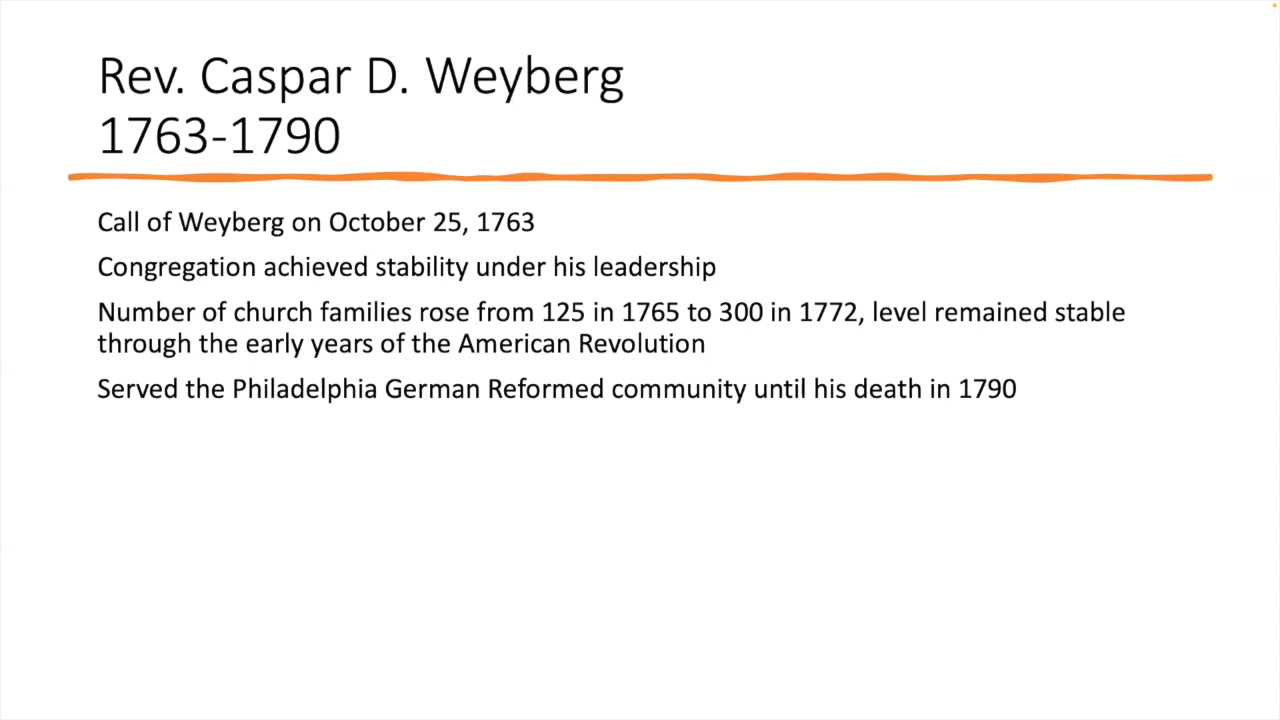 Rev. Caspar D. Weyberg
1763-1790
Call of Weyberg on October 25, 1763
Congregation achieved stability under his leadership
Number of church families rose from 125 in 1765 to 300 in 1772, level remained stable
through the early years of the American Revolution
Served the Philadelphia German Reformed community until his death in 1790